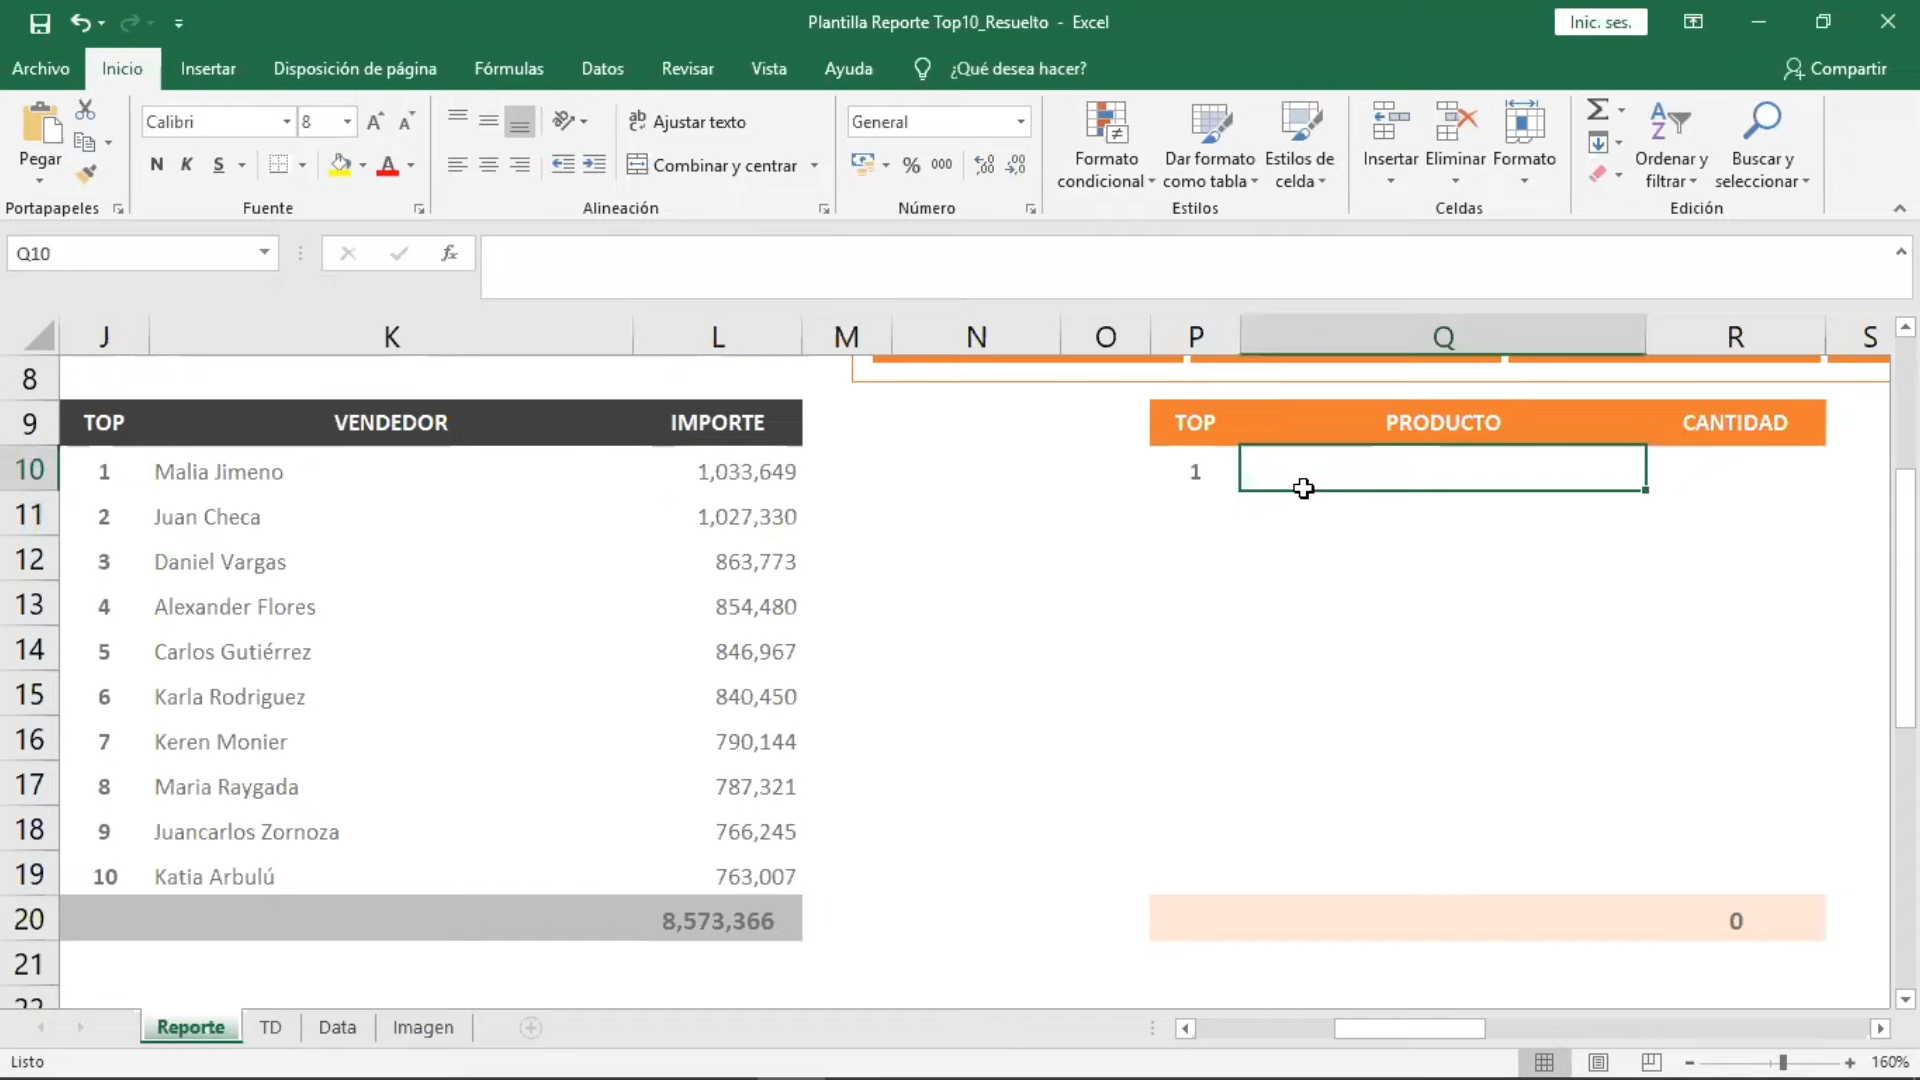 Plantilla Reporte Top10_Resuelto - Excel
Inic. ses.
Archivo Inicio Insertar Disposición de página Fórmulas Datos Revisar Vista Ayuda ¿Qué desea hacer? Compartir
Pegar
Portapapeles
Calibri 8
N K S A
Fuente
Ajustar texto
Combinar y centrar
Alineación
General
% 000
Número
Formato condicional
Dar formato como tabla
Estilos de celda
Estilos
Insertar Eliminar Formato
Celdas
Ordenar y filtrar
Buscar y seleccionar
Edición
Q10 fx
J K L M N O P Q R S
8
9 TOP VENDEDOR IMPORTE TOP PRODUCTO CANTIDAD
10 1 Malia Jimeno 1,033,649 1
11 2 Juan Checa 1,027,330
12 3 Daniel Vargas 863,773
13 4 Alexander Flores 854,480
14 5 Carlos Gutiérrez 846,967
15 6 Karla Rodriguez 840,450
16 7 Keren Monier 790,144
17 8 Maria Raygada 787,321
18 9 Juancarlos Zornoza 766,245
19 10 Katia Arbulú 763,007
20 8,573,366 0
21
22
Reporte TD Data Imagen
Listo 160%